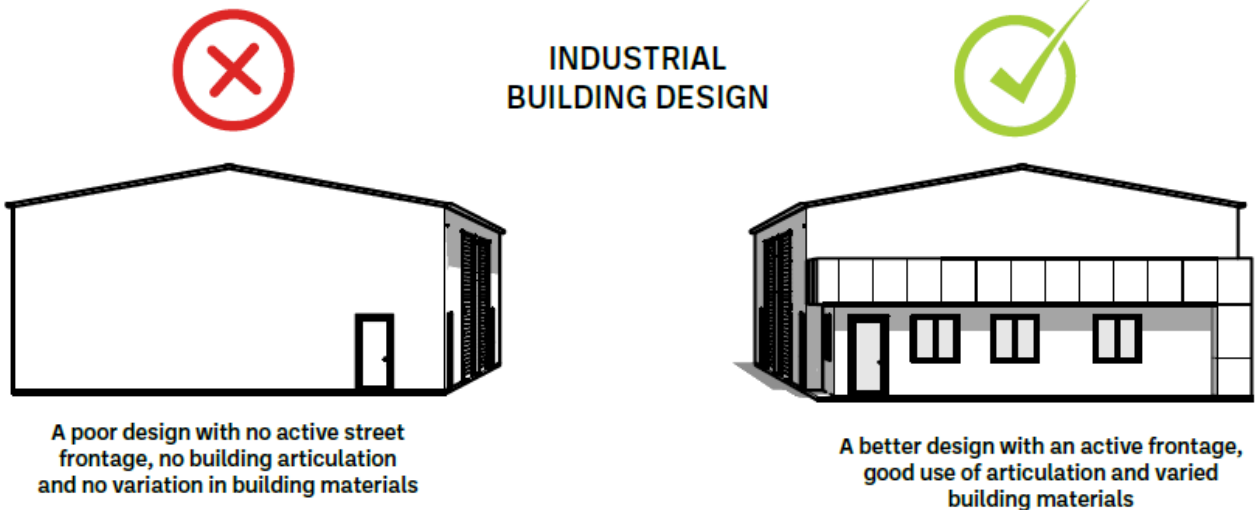 INDUSTRIAL
BUILDING DESIGN
A poor design with no active street
frontage, no building articulation
and no variation in building materials
A better design with an active frontage,
good use of articulation and varied
building materials